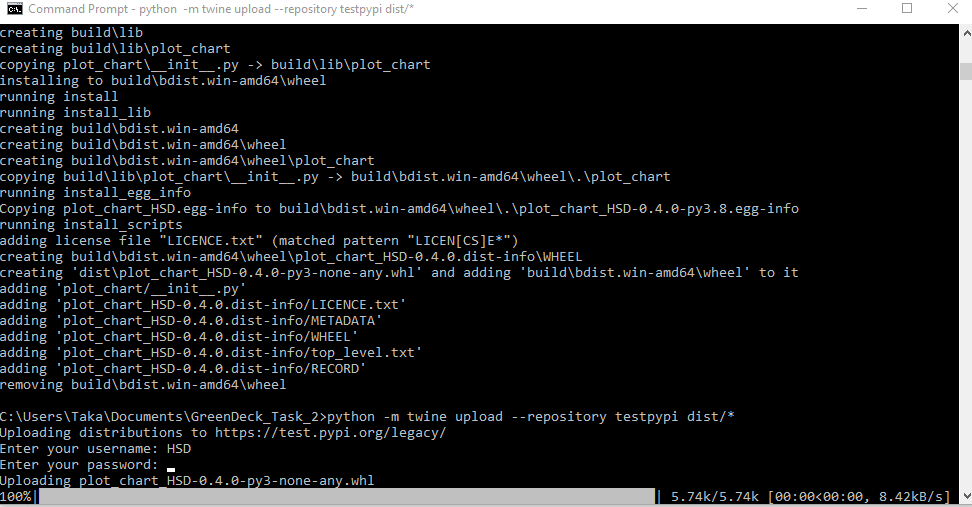 Command Prompt - python  -m twine upload --repository testpypi dist/*
creating build\lib
creating build\lib\plot_chart
copying plot_chart\__init__.py -> build\lib\plot_chart
installing to build\bdist.win-amd64\wheel
running install
running install_lib
creating build\bdist.win-amd64
creating build\bdist.win-amd64\wheel
creating build\bdist.win-amd64\wheel\plot_chart
copying build\lib\plot_chart\__init__.py -> build\bdist.win-amd64\wheel\.\plot_chart
running install_egg_info
Copying plot_chart_HSD.egg-info to build\bdist.win-amd64\wheel\.\plot_chart_HSD-0.4.0-py3.8.egg-info
running install_scripts
adding license file "LICENCE.txt" (matched pattern "LICEN[CS]E*")
creating build\bdist.win-amd64\wheel\plot_chart_HSD-0.4.0.dist-info\WHEEL
creating 'dist\plot_chart_HSD-0.4.0-py3-none-any.whl' and adding 'build\bdist.win-amd64\wheel' to it
adding 'plot_chart/__init__.py'
adding 'plot_chart_HSD-0.4.0.dist-info/LICENCE.txt'
adding 'plot_chart_HSD-0.4.0.dist-info/METADATA'
adding 'plot_chart_HSD-0.4.0.dist-info/WHEEL'
adding 'plot_chart_HSD-0.4.0.dist-info/top_level.txt'
adding 'plot_chart_HSD-0.4.0.dist-info/RECORD'
removing build\bdist.win-amd64\wheel
C:\Users\Taka\Documents\GreenDeck_Task_2>python -m twine upload --repository testpypi dist/*
Uploading distributions to https://test.pypi.org/legacy/
Enter your username: HSD
Enter your password:
Uploading plot_chart_HSD-0.4.0-py3-none-any.whl
100%| | 5.74k/5.74k [00:00<00:00, 8.42kB/s]